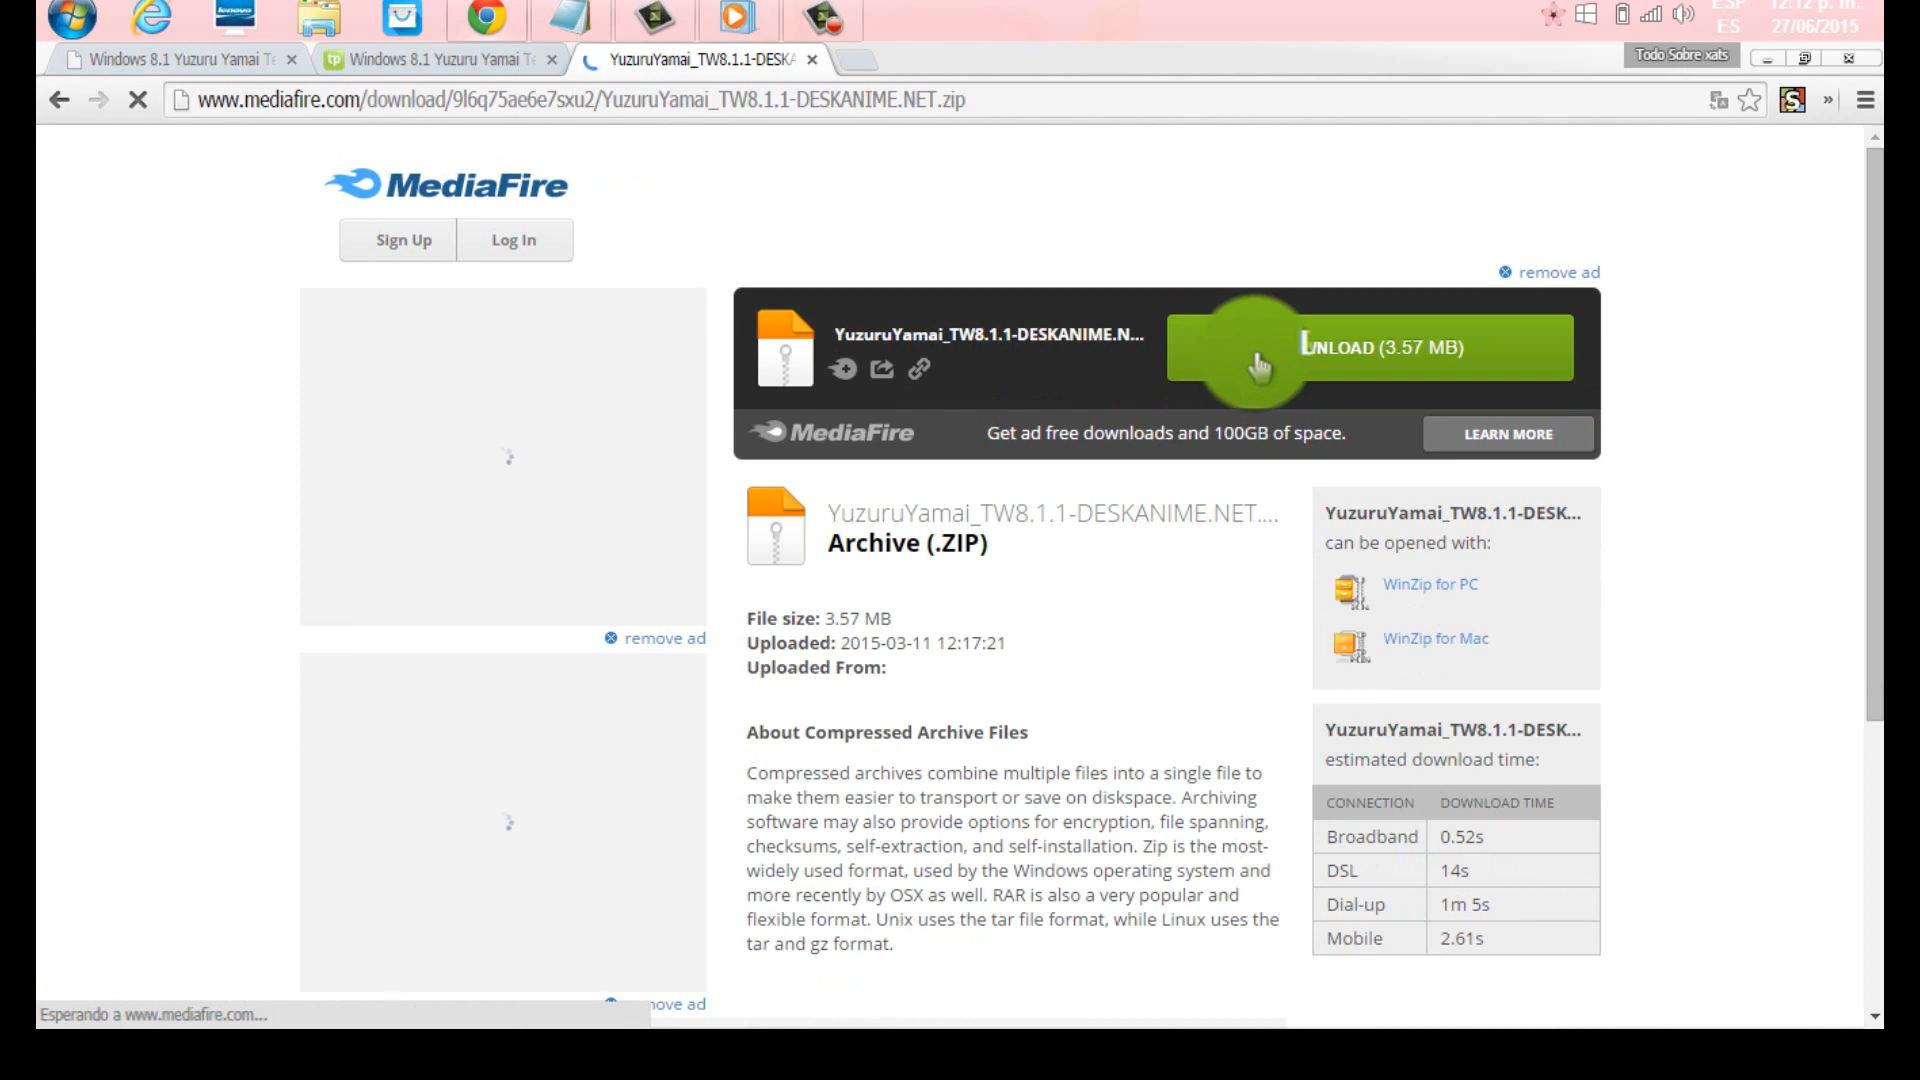 lenovo
ESP
12:12 p. m.
ES
27/06/2015
Windows 8.1 Yuzuru Yamai Te
tp
Windows 8.1 Yuzuru Yamai Te
YuzuruYamai_TW8.1.1-DESKA
Todo Sobre xats
www.mediafire.com/download/9l6q75ae6e7sxu2/YuzuruYamai_TW8.1.1-DESKANIME.NET.zip
MediaFire
Sign Up
Log In
remove ad
YuzuruYamai_TW8.1.1-DESKANIME.N...
NLOAD (3.57 MB)
MediaFire
Get ad free downloads and 100GB of space.
LEARN MORE
YuzuruYamai_TW8.1.1-DESKANIME.NET....
Archive (.ZIP)
File size: 3.57 MB
Uploaded: 2015-03-11 12:17:21
Uploaded From:
About Compressed Archive Files
Compressed archives combine multiple files into a single file to
make them easier to transport or save on diskspace. Archiving
software may also provide options for encryption, file spanning,
checksums, self-extraction, and self-installation. Zip is the most-
widely used format, used by the Windows operating system and
more recently by OSX as well. RAR is also a very popular and
flexible format. Unix uses the tar file format, while Linux uses the
tar and gz format.
YuzuruYamai_TW8.1.1-DESK...
can be opened with:
WinZip for PC
WinZip for Mac
YuzuruYamai_TW8.1.1-DESK...
estimated download time:
CONNECTION DOWNLOAD TIME
Broadband 0.52s
DSL 14s
Dial-up 1m 5s
Mobile 2.61s
remove ad
move ad
Esperando a www.mediafire.com...